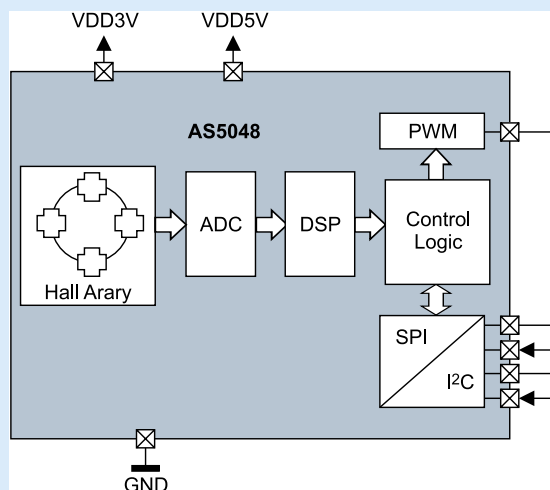 VDD3V
VDD5V
AS5048
PWM
Hall Arary
ADC
DSP
Control
Logic
SPI
I²C
GND